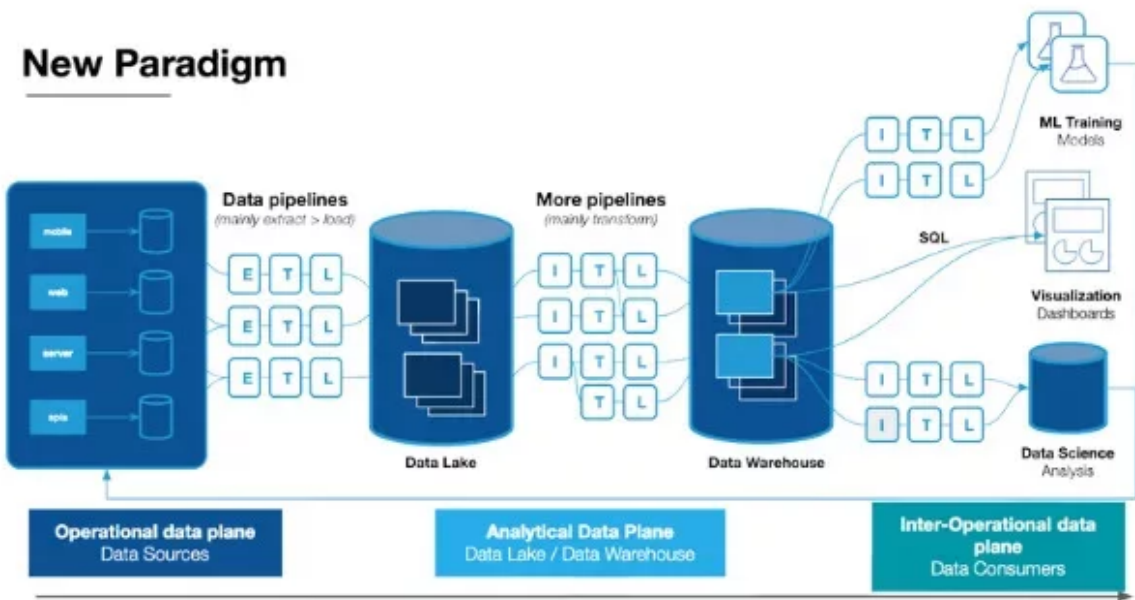 New Paradigm
mobile
web
server
apis
Data pipelines
(mainly extract > load)
E T L
E T L
E T L
Data Lake
More pipelines
(mainly transform)
I T L
I T L
I T L
T L
Data Warehouse
I T L
I T L
SQL
I T L
I T L
ML Training
Models
Visualization
Dashboards
Data Science
Analysis
Operational data plane
Data Sources
Analytical Data Plane
Data Lake / Data Warehouse
Inter-Operational data
plane
Data Consumers